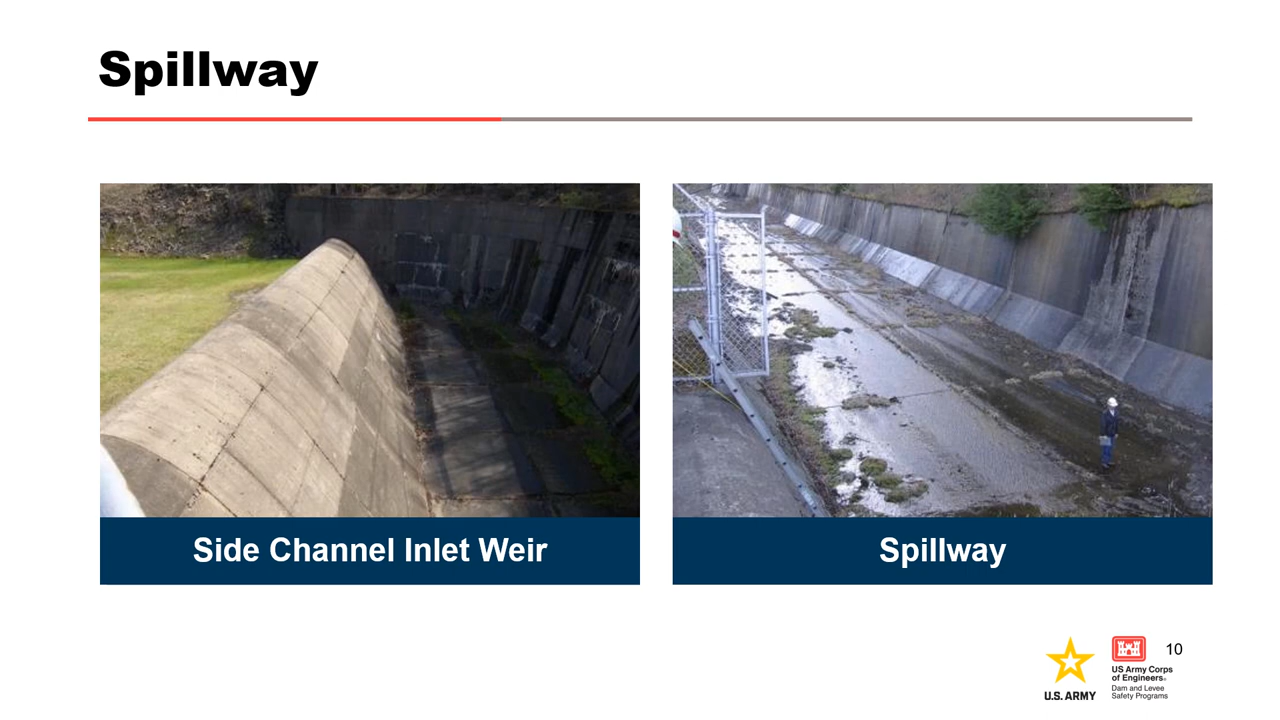 Spillway
Side Channel Inlet Weir
Spillway
10
U.S. ARMY
US Army Corps
of Engineers®
Dam and Levee
Safety Programs